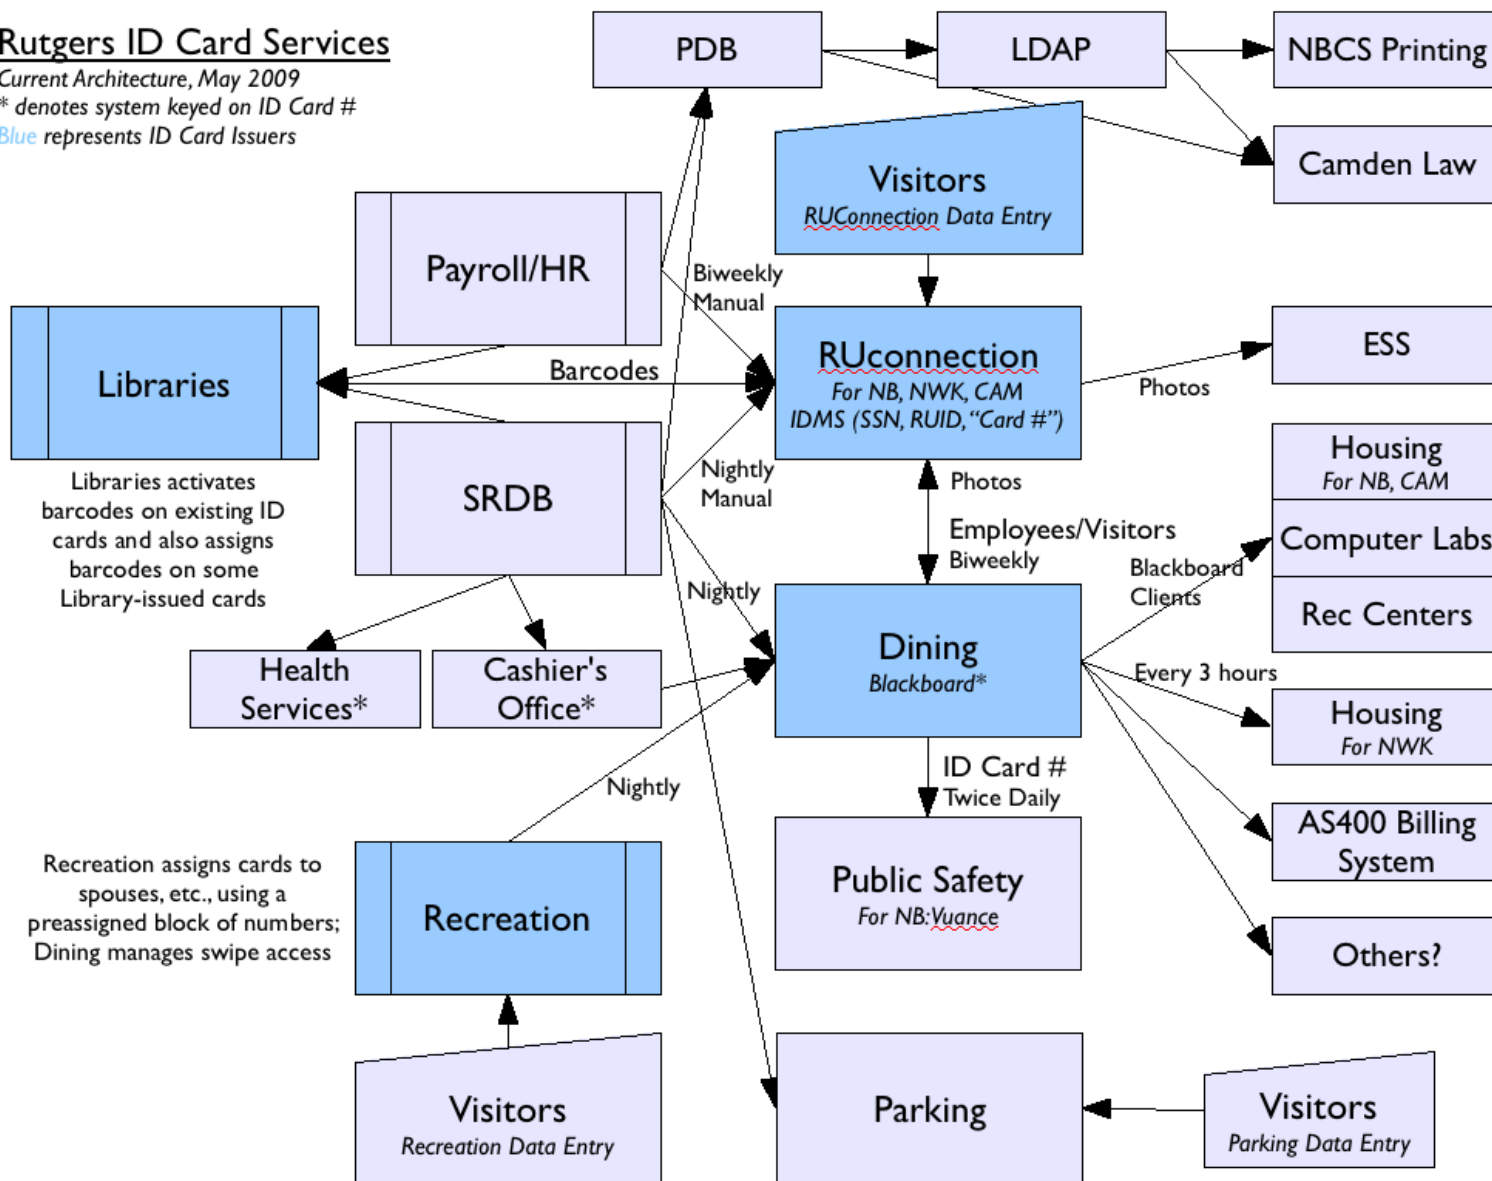 Rutgers ID Card Services
Current Architecture, May 2009
* denotes system keyed on ID Card #
Blue represents ID Card Issuers
PDB
LDAP
NBCS Printing
Camden Law
Visitors
RUConnection Data Entry
Payroll/HR
Biweekly
Manual
Libraries
Barcodes
RUconnection
For NB, NWK, CAM
IDMS (SSN, RUID, “Card #”)
Photos
ESS
Libraries activates
barcodes on existing ID
cards and also assigns
barcodes on some
Library-issued cards
SRDB
Nightly
Manual
Photos
Employees/Visitors
Biweekly
Housing
For NB, CAM
Computer Labs
Rec Centers
Blackboard
Clients
Nightly
Health
Services*
Cashier's
Office*
Dining
Blackboard*
Every 3 hours
Housing
For NWK
Nightly
ID Card #
Twice Daily
AS400 Billing
System
Recreation assigns cards to
spouses, etc., using a
preassigned block of numbers;
Dining manages swipe access
Recreation
Public Safety
For NB:Vuance
Others?
Visitors
Recreation Data Entry
Parking
Visitors
Parking Data Entry